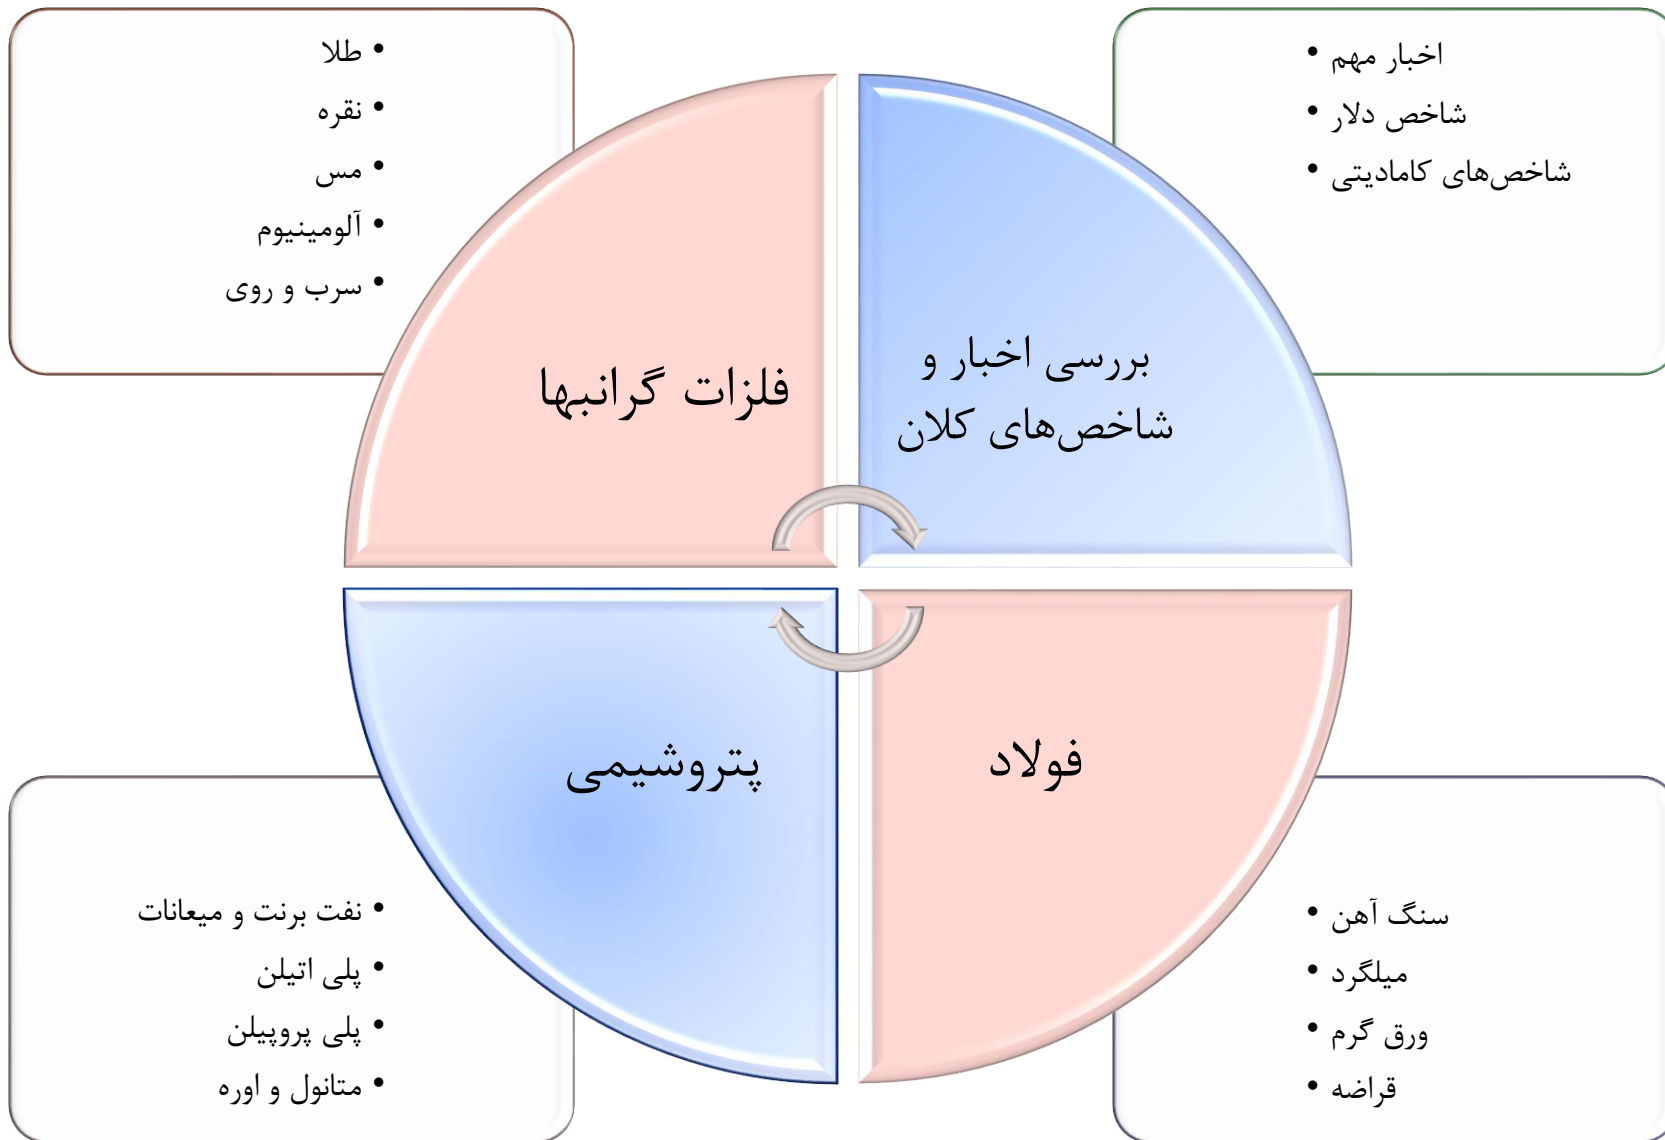 • اخبار مهم
• شاخص دلار
• شاخص‌های کامادیتی
بررسی اخبار و
شاخص‌های کلان
• طلا
• نقره
• مس
• آلومینیوم
• سرب و روی
فلزات گرانبها
فولاد
• سنگ آهن
• میلگرد
• ورق گرم
• قراضه
پتروشیمی
• نفت برنت و میعانات
• پلی اتیلن
• پلی پروپیلن
• متانول و اوره